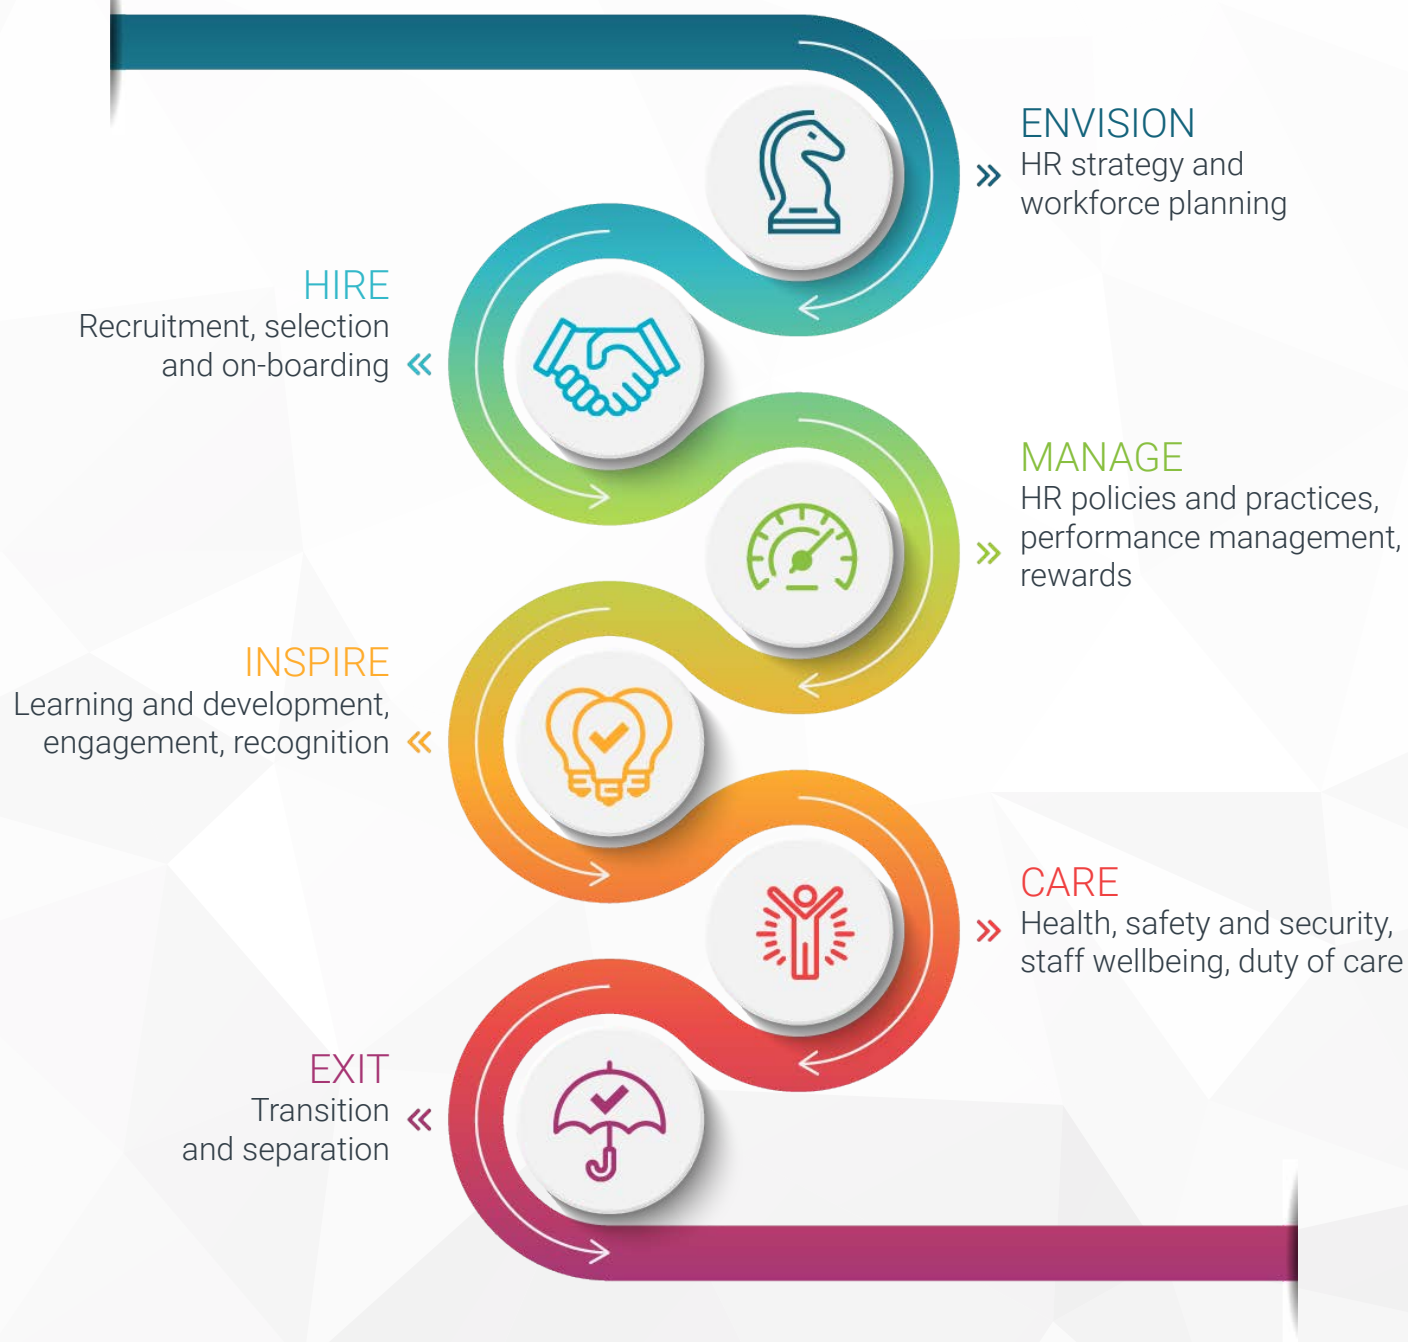 ENVISION
HR strategy and
workforce planning
HIRE
Recruitment, selection
and on-boarding
MANAGE
HR policies and practices,
performance management,
rewards
INSPIRE
Learning and development,
engagement, recognition
CARE
Health, safety and security,
staff wellbeing, duty of care
EXIT
Transition
and separation